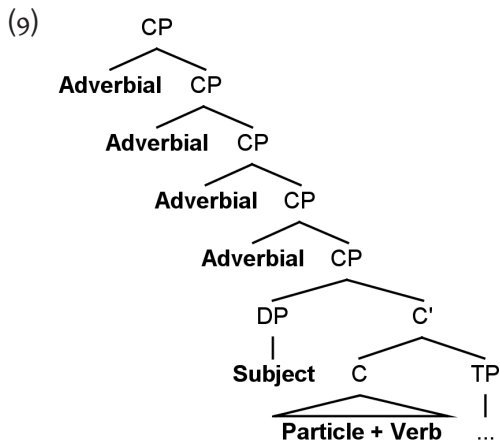 (9) CP
Adverbial CP
Adverbial CP
Adverbial CP
Adverbial CP
DP C'
Subject C TP
Particle + Verb ...